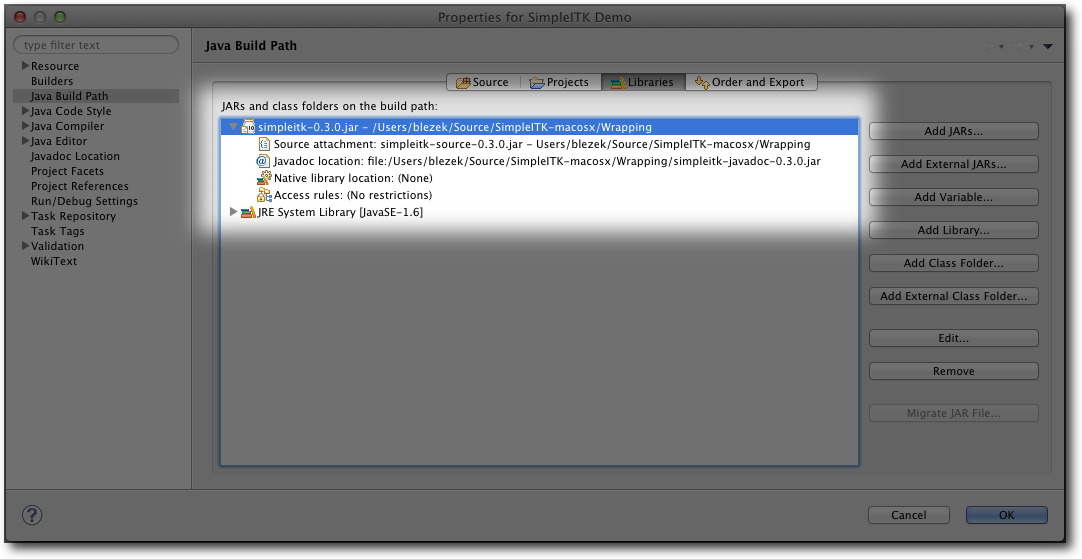 Properties for SimpleITK Demo
type filter text
Resource
Builders
Java Build Path
Java Code Style
Java Compiler
Java Editor
Javadoc Location
Project Facets
Project References
Run/Debug Settings
Task Repository
Task Tags
Validation
WikiText
Java Build Path
Source
Projects
Libraries
Order and Export
JARs and class folders on the build path:
simpleitk-0.3.0.jar - /Users/blezek/Source/SimpleITK-macosx/Wrapping
Source attachment: simpleitk-source-0.3.0.jar - Users/blezek/Source/SimpleITK-macosx/Wrapping
Javadoc location: file:/Users/blezek/Source/SimpleITK-macosx/Wrapping/simpleitk-javadoc-0.3.0.jar
Native library location: (None)
Access rules: (No restrictions)
JRE System Library [JavaSE-1.6]
Add JARs...
Add External JARs...
Add Variable...
Add Library...
Add Class Folder...
Add External Class Folder...
Edit...
Remove
Migrate JAR File...
?
Cancel
OK